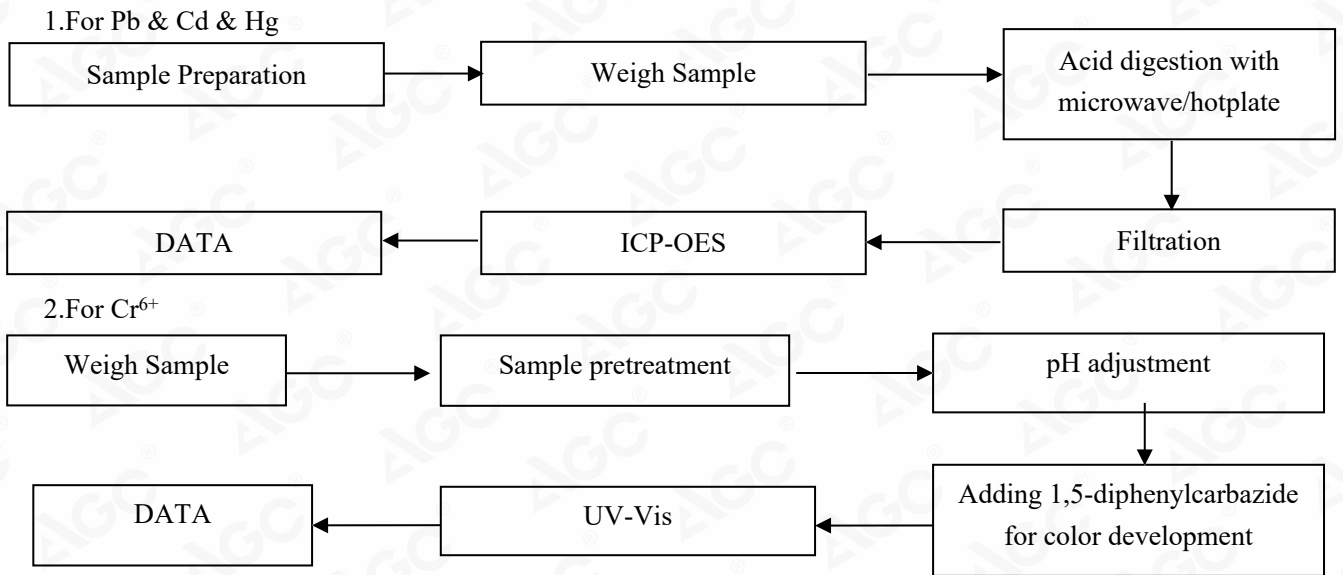 1.For Pb & Cd & Hg
Sample Preparation
Weigh Sample
Acid digestion with
microwave/hotplate
DATA
ICP-OES
Filtration
2.For Cr⁶⁺
Weigh Sample
Sample pretreatment
pH adjustment
DATA
UV-Vis
Adding 1,5-diphenylcarbazide
for color development
AGC®